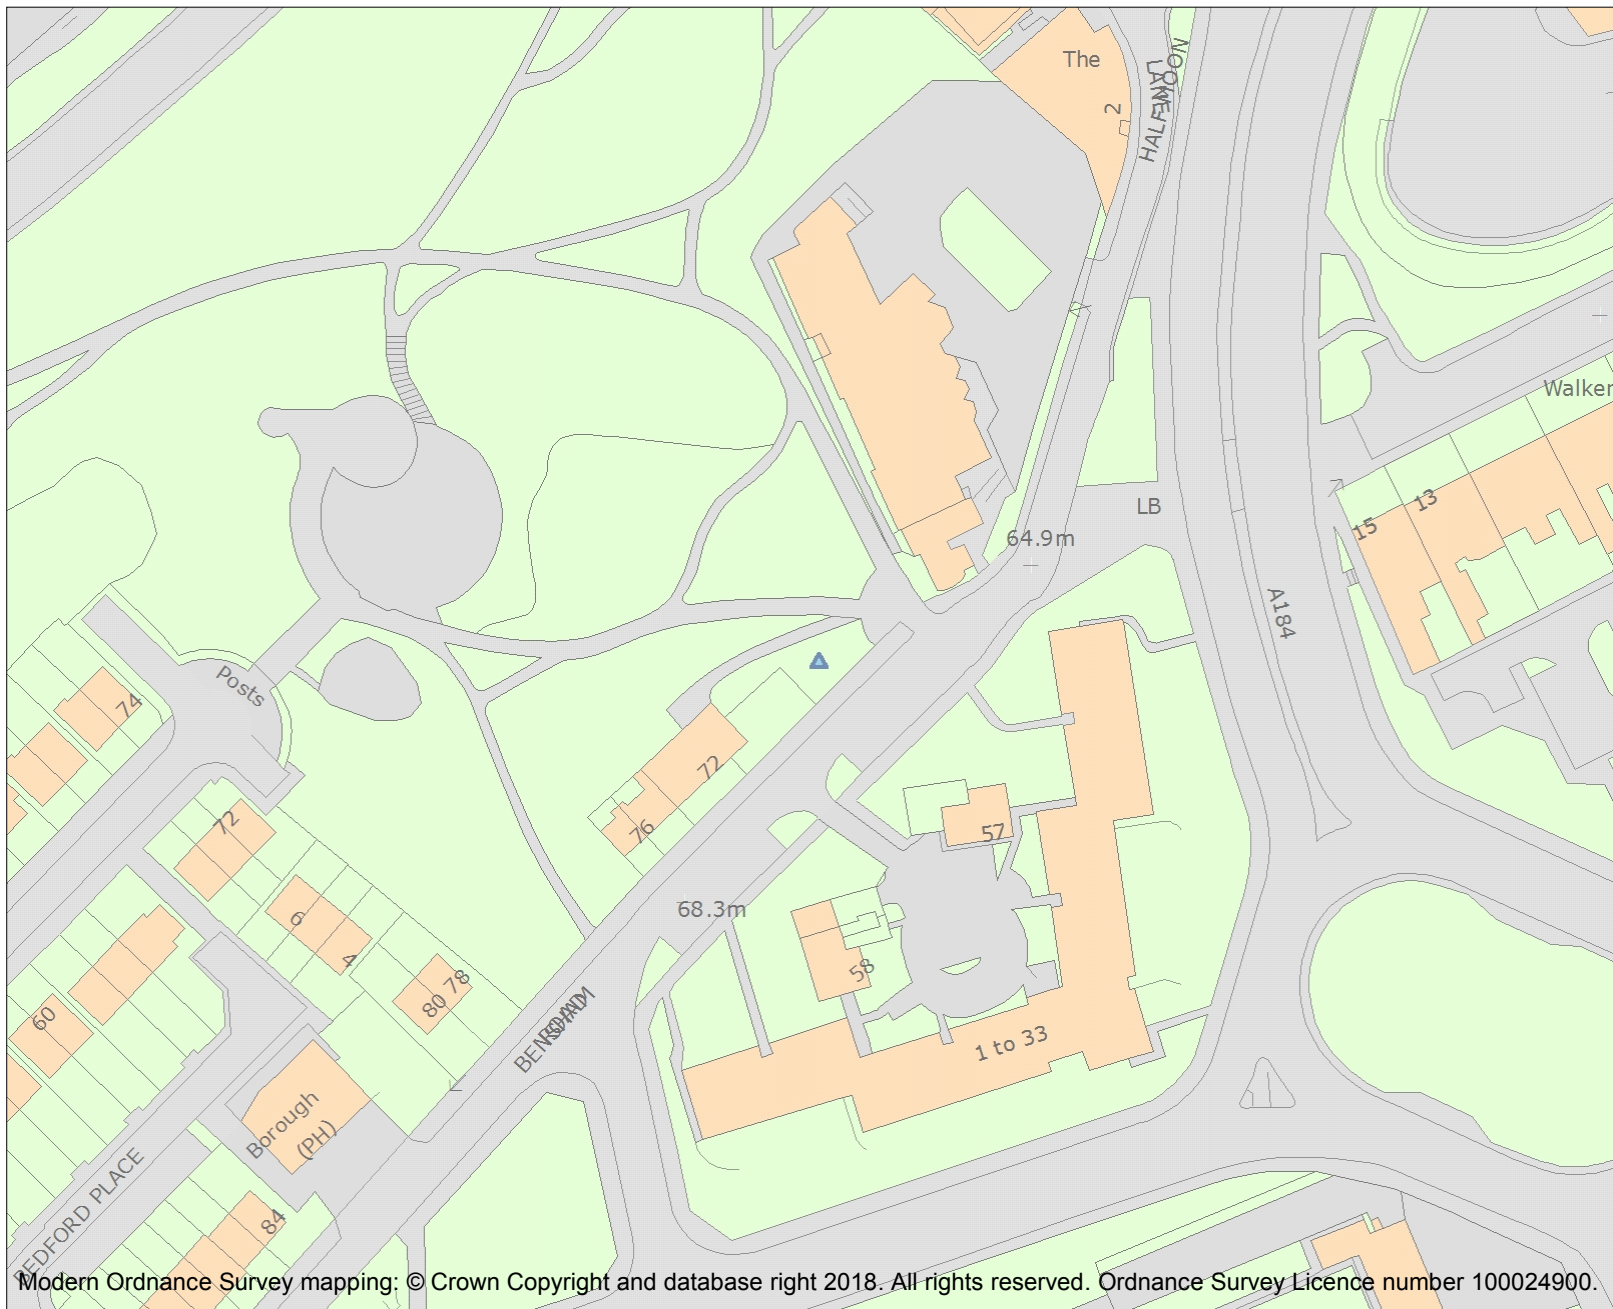 The
2
HALFMOON
LANE
Walker
LB
13
15
64.9m
A184
Posts
74
72
76
72
57
68.3m
58
6
4
80 78
60
BENSHAM
ROAD
1 to 33
Borough
(PH)
BEDFORD PLACE
84
Modern Ordnance Survey mapping: © Crown Copyright and database right 2018. All rights reserved. Ordnance Survey Licence number 100024900.